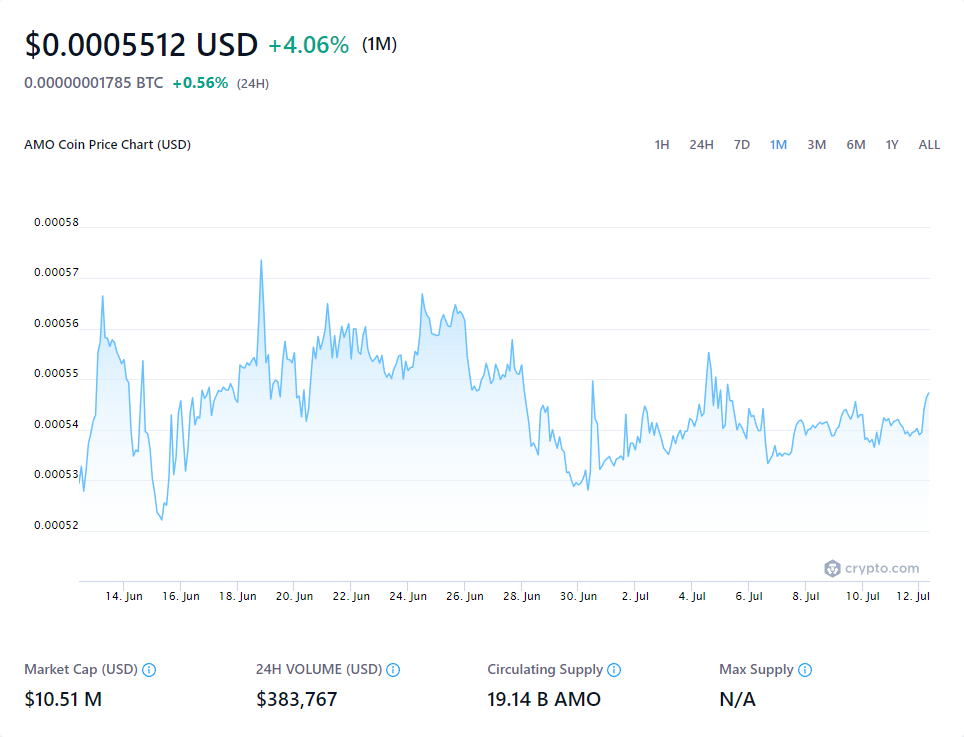 $0.0005512 USD +4.06% (1M)
0.00000001785 BTC +0.56% (24H)
AMO Coin Price Chart (USD) 1H 24H 7D 1M 3M 6M 1Y ALL
0.00058
0.00057
0.00056
0.00055
0.00054
0.00053
0.00052
crypto.com
14. Jun 16. Jun 18. Jun 20. Jun 22. Jun 24. Jun 26. Jun 28. Jun 30. Jun 2. Jul 4. Jul 6. Jul 8. Jul 10. Jul 12. Jul
Market Cap (USD) 24H VOLUME (USD) Circulating Supply Max Supply
$10.51 M $383,767 19.14 B AMO N/A